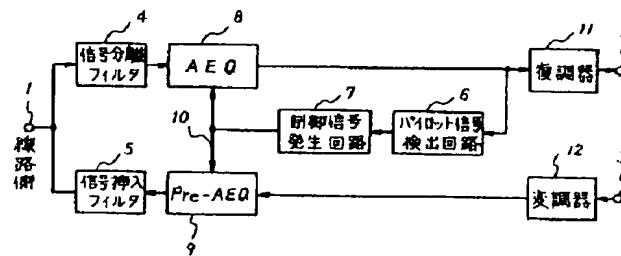 4
8
11
信号分離
フィルタ
AEQ
復調器
1
7
6
10
制御信号
発生回路
パイロット信号
検出回路
線路側
5
12
信号挿入
フィルタ
Pre-AEQ
変調器
9